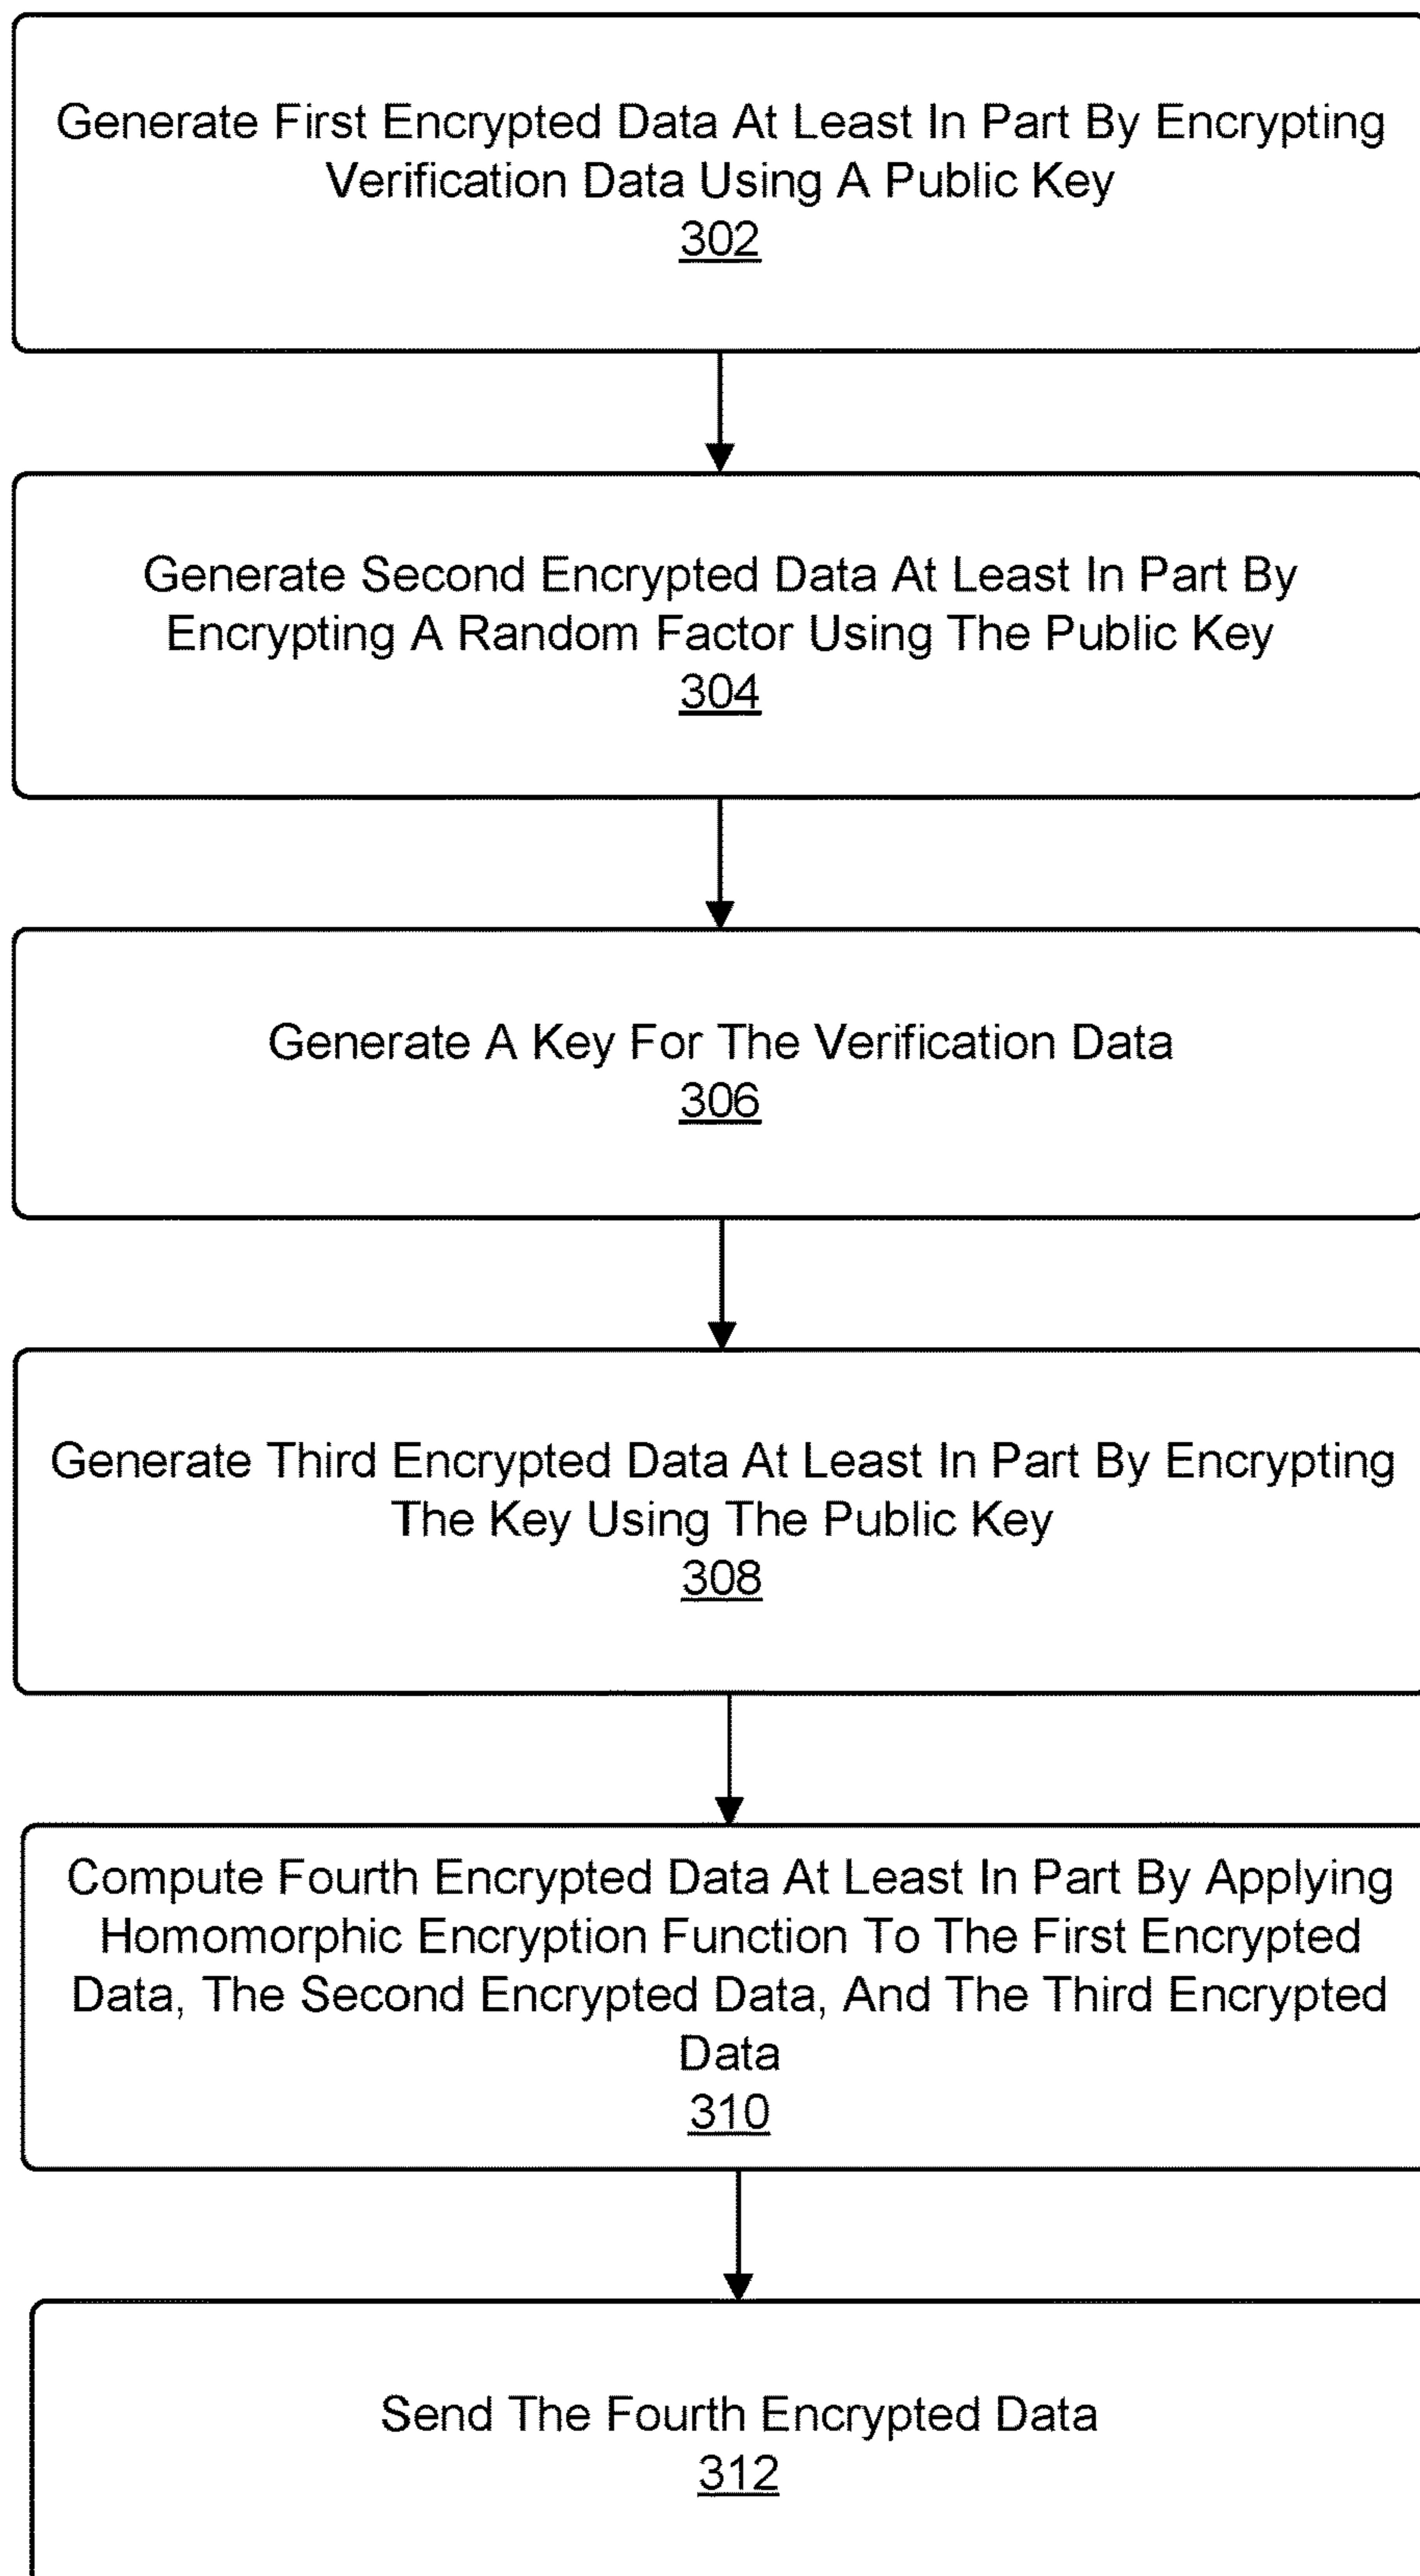 Generate First Encrypted Data At Least In Part By Encrypting
Verification Data Using A Public Key
302
Generate Second Encrypted Data At Least In Part By
Encrypting A Random Factor Using The Public Key
304
Generate A Key For The Verification Data
306
Generate Third Encrypted Data At Least In Part By Encrypting
The Key Using The Public Key
308
Compute Fourth Encrypted Data At Least In Part By Applying
Homomorphic Encryption Function To The First Encrypted
Data, The Second Encrypted Data, And The Third Encrypted
Data
310
Send The Fourth Encrypted Data
312